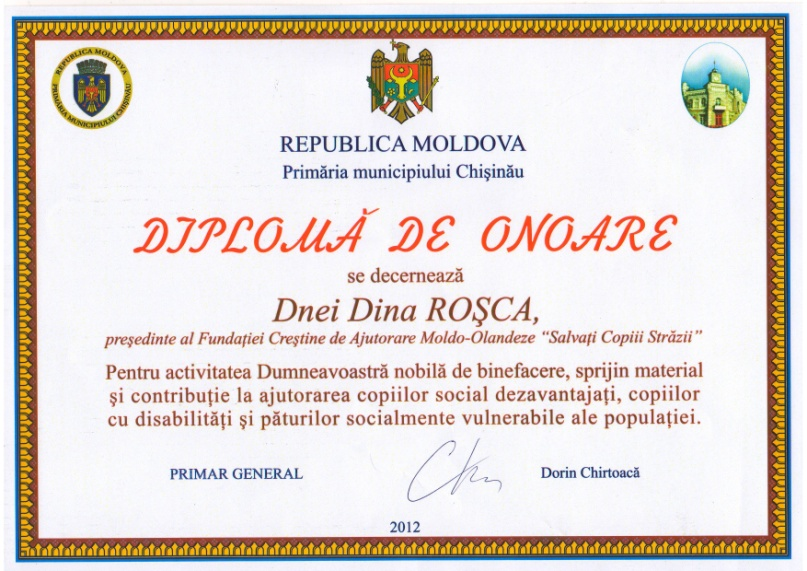 REPUBLICA MOLDOVA
PRIMĂRIA MUNICIPIULUI CHIŞINĂU
REPUBLICA MOLDOVA
Primăria municipiului Chişinău
DIPLOMĂ DE ONOARE
se decernează
Dnei Dina ROŞCA,
preşedinte al Fundaţiei Creştine de Ajutorare Moldo-Olandeze “Salvaţi Copiii Străzii”
Pentru activitatea Dumneavoastră nobilă de binefacere, sprijin material
şi contribuţie la ajutorarea copiilor social dezavantajaţi, copiilor
cu disabilităţi şi păturilor socialmente vulnerabile ale populaţiei.
PRIMAR GENERAL
Dorin Chirtoacă
2012